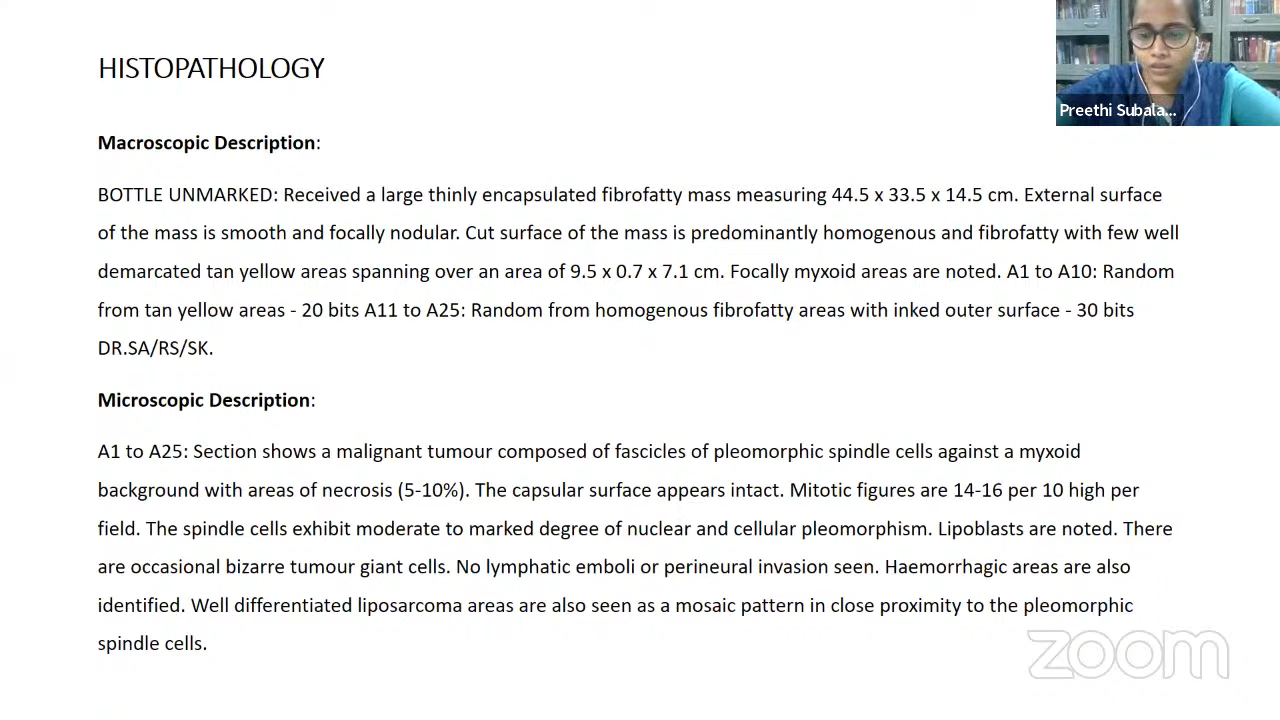 HISTOPATHOLOGY
Preethi Subala...
Macroscopic Description:
BOTTLE UNMARKED: Received a large thinly encapsulated fibrofatty mass measuring 44.5 x 33.5 x 14.5 cm. External surface
of the mass is smooth and focally nodular. Cut surface of the mass is predominantly homogenous and fibrofatty with few well
demarcated tan yellow areas spanning over an area of 9.5 x 0.7 x 7.1 cm. Focally myxoid areas are noted. A1 to A10: Random
from tan yellow areas - 20 bits A11 to A25: Random from homogenous fibrofatty areas with inked outer surface - 30 bits
DR.SA/RS/SK.
Microscopic Description:
A1 to A25: Section shows a malignant tumour composed of fascicles of pleomorphic spindle cells against a myxoid
background with areas of necrosis (5-10%). The capsular surface appears intact. Mitotic figures are 14-16 per 10 high per
field. The spindle cells exhibit moderate to marked degree of nuclear and cellular pleomorphism. Lipoblasts are noted. There
are occasional bizarre tumour giant cells. No lymphatic emboli or perineural invasion seen. Haemorrhagic areas are also
identified. Well differentiated liposarcoma areas are also seen as a mosaic pattern in close proximity to the pleomorphic
spindle cells.
zoom